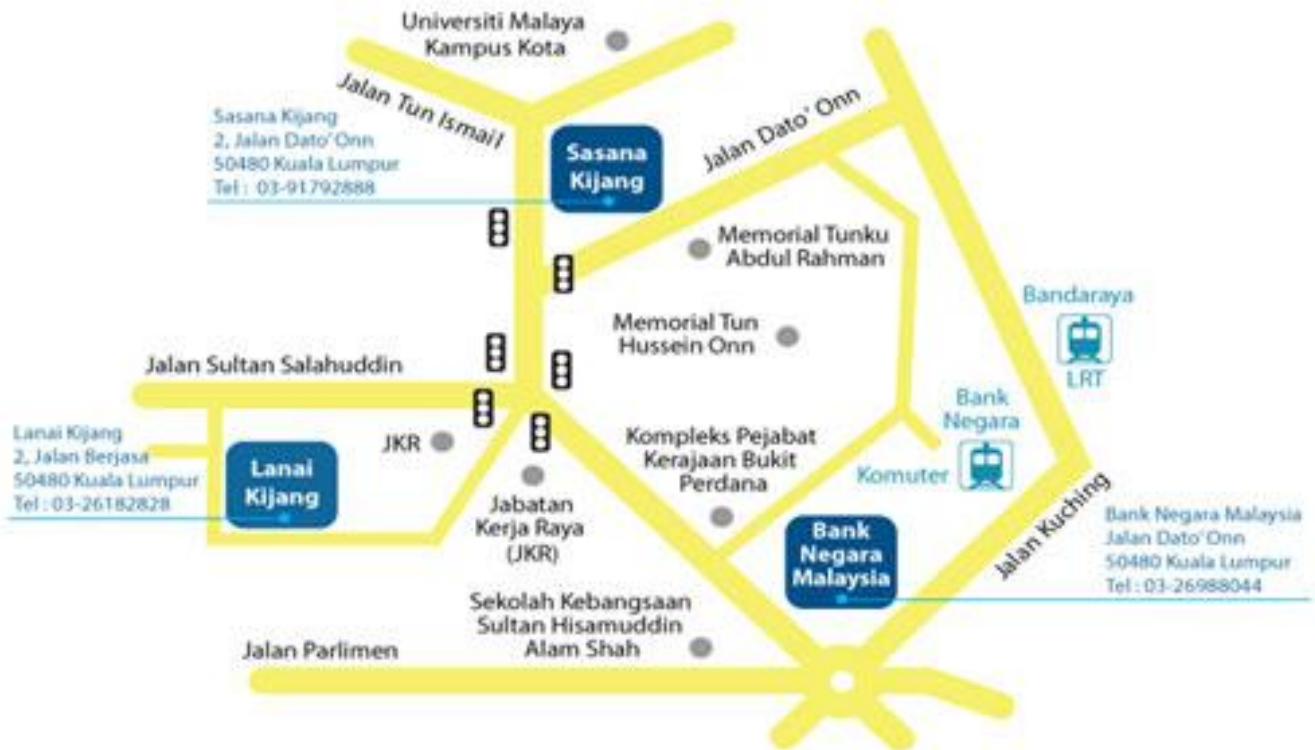 Universiti Malaya
Kampus Kota
Jalan Tun Ismail
Jalan Dato' Onn
Sasana Kijang
2, Jalan Dato' Onn
50480 Kuala Lumpur
Tel : 03-91792888
Sasana
Kijang
Memorial Tunku
Abdul Rahman
Memorial Tun
Hussein Onn
Bandaraya
LRT
Jalan Sultan Salahuddin
Bank
Negara
Komuter
JKR
Lanai Kijang
2, Jalan Berjasa
50480 Kuala Lumpur
Tel : 03-26182828
Lanai
Kijang
Kompleks Pejabat
Kerajaan Bukit
Perdana
Jabatan
Kerja Raya
(JKR)
Bank
Negara
Malaysia
Jalan Kuching
Bank Negara Malaysia
Jalan Dato' Onn
50480 Kuala Lumpur
Tel : 03-26988044
Sekolah Kebangsaan
Sultan Hisamuddin
Alam Shah
Jalan Parlimen